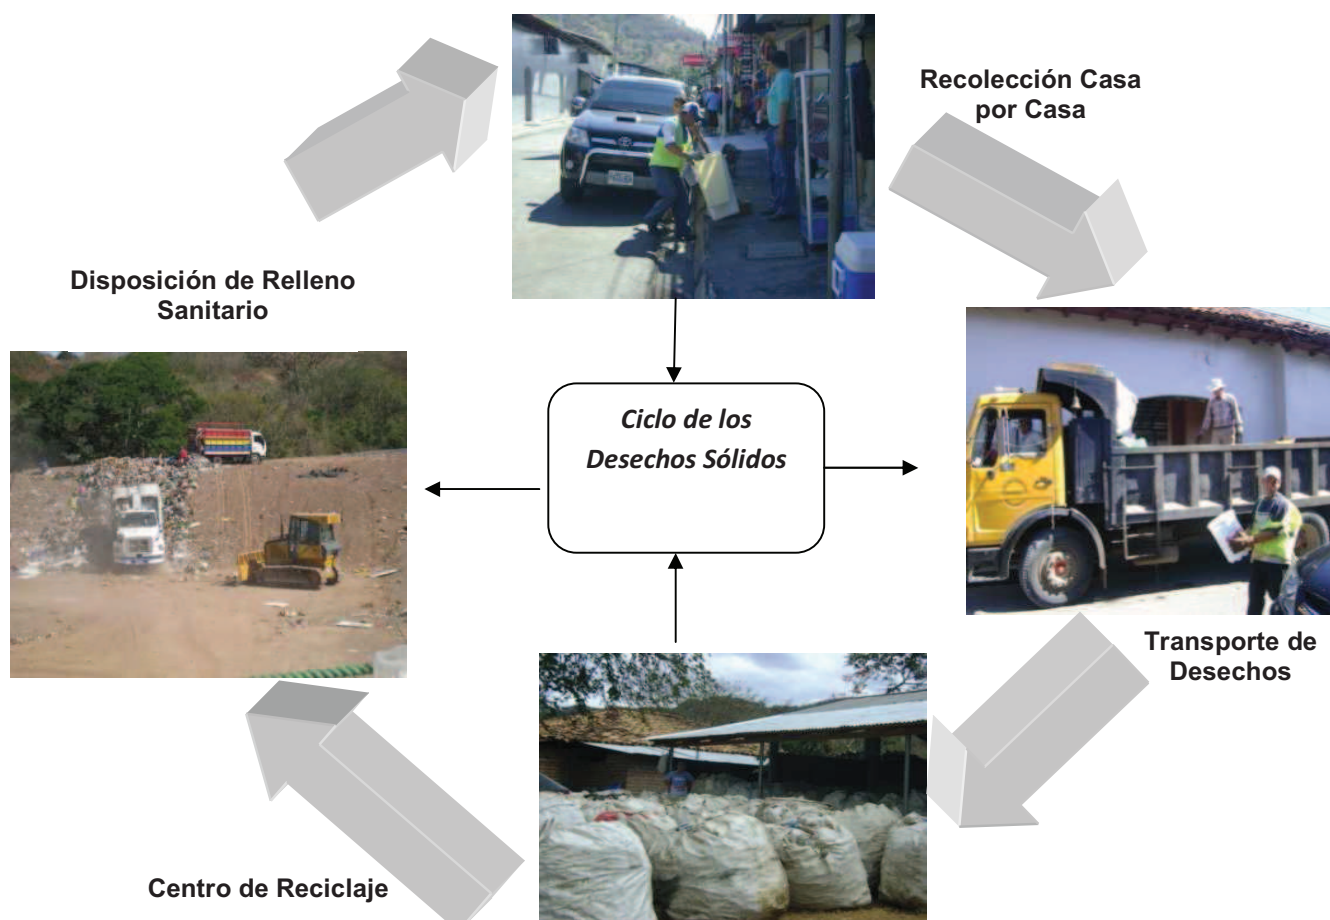 Recolección Casa
por Casa
Disposición de Relleno
Sanitario
Ciclo de los
Desechos Sólidos
Transporte de
Desechos
Centro de Reciclaje